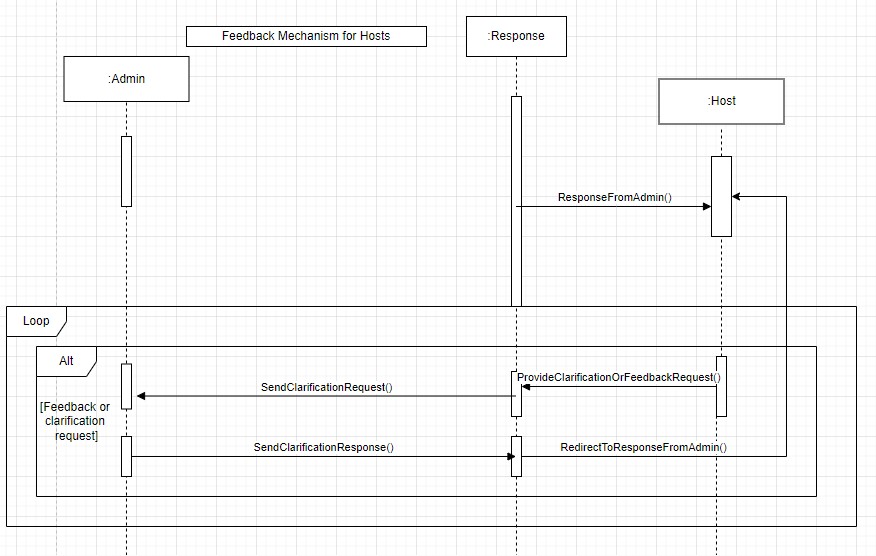 Feedback Mechanism for Hosts
:Response
:Admin
:Host
ResponseFromAdmin()
Loop
Alt
ProvideClarificationOrFeedbackRequest()
SendClarificationRequest()
[Feedback or
clarification
request]
SendClarificationResponse()
RedirectToResponseFromAdmin()